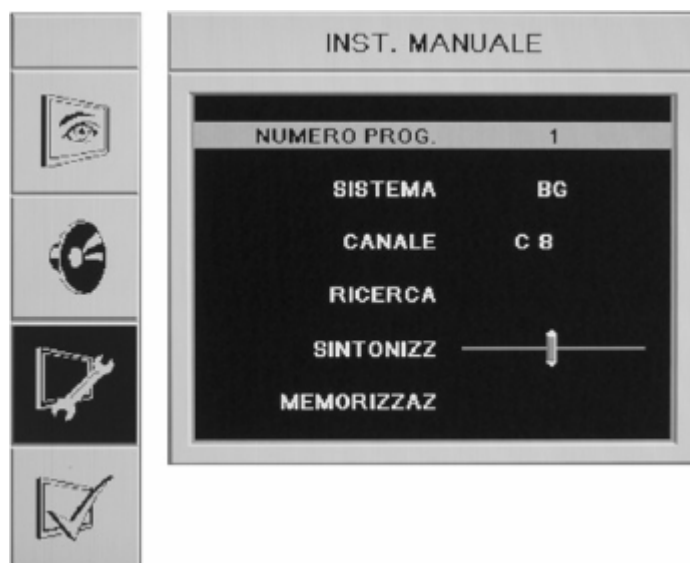 INST. MANUALE
NUMERO PROG. 1
SISTEMA BG
CANALE C 8
RICERCA
SINTONIZZ
MEMORIZZAZ